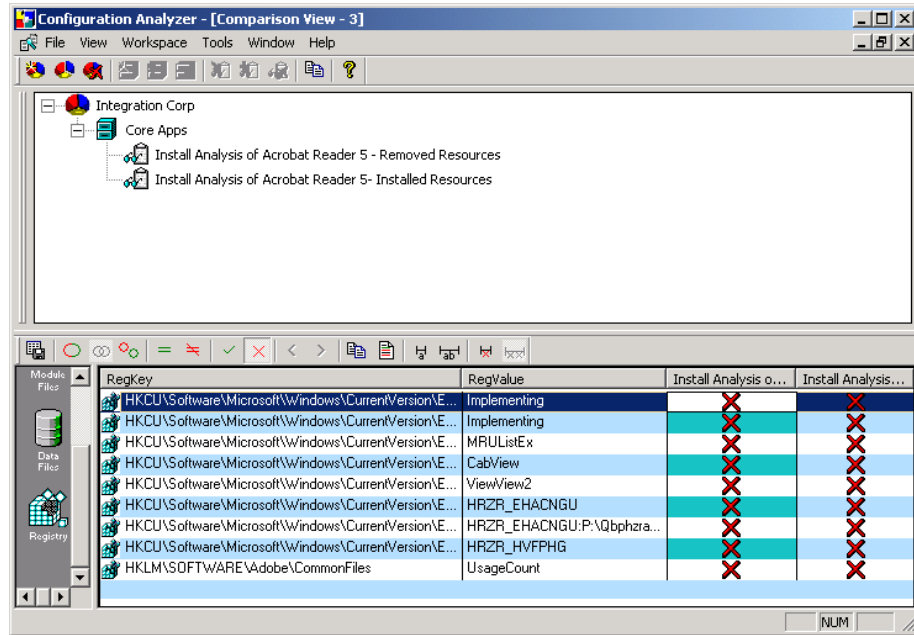 Configuration Analyzer - [Comparison View - 3]
File View Workspace Tools Window Help
Integration Corp
Core Apps
Install Analysis of Acrobat Reader 5 - Removed Resources
Install Analysis of Acrobat Reader 5- Installed Resources
Module Files
Data Files
Registry
RegKey RegValue Install Analysis o... Install Analysis...
HKCU\Software\Microsoft\Windows\CurrentVersion\E... Implementing
HKCU\Software\Microsoft\Windows\CurrentVersion\E... Implementing
HKCU\Software\Microsoft\Windows\CurrentVersion\E... MRUListEx
HKCU\Software\Microsoft\Windows\CurrentVersion\E... CabView
HKCU\Software\Microsoft\Windows\CurrentVersion\E... ViewView2
HKCU\Software\Microsoft\Windows\CurrentVersion\E... HRZR_EHACNGU
HKCU\Software\Microsoft\Windows\CurrentVersion\E... HRZR_EHACNGU:P:\Qbphzra...
HKCU\Software\Microsoft\Windows\CurrentVersion\E... HRZR_HVFPHG
HKLM\SOFTWARE\Adobe\CommonFiles UsageCount
NUM